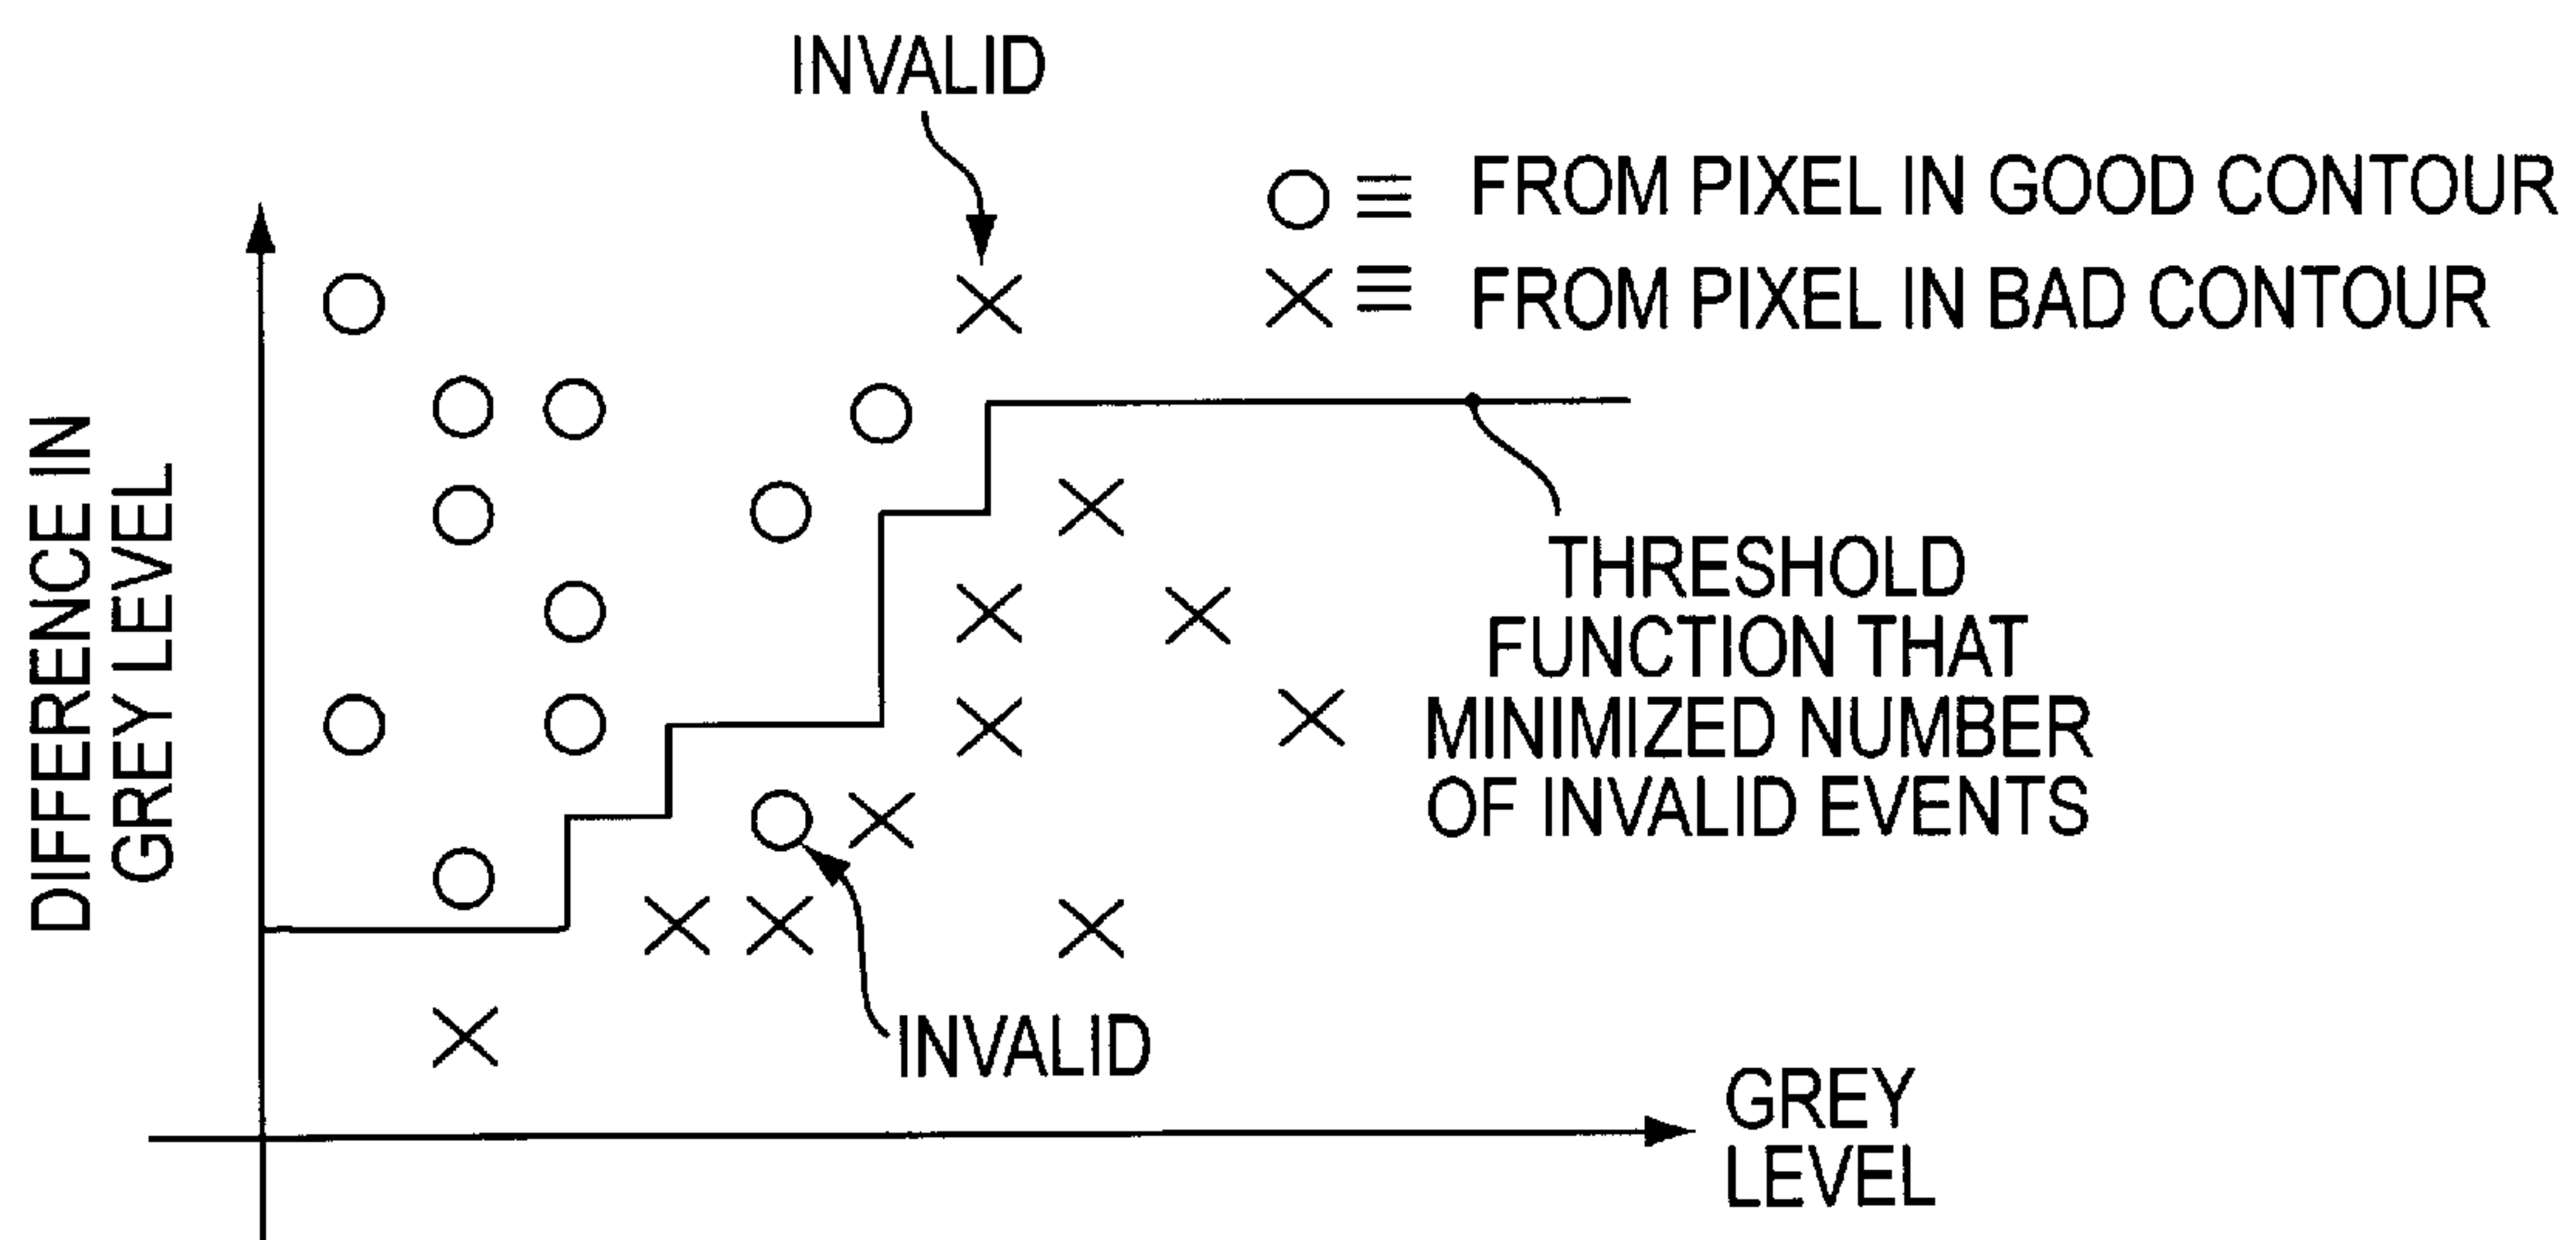 INVALID
≡ FROM PIXEL IN GOOD CONTOUR
≡ FROM PIXEL IN BAD CONTOUR
DIFFERENCE IN
GREY LEVEL
THRESHOLD
FUNCTION THAT
MINIMIZED NUMBER
OF INVALID EVENTS
INVALID
GREY
LEVEL